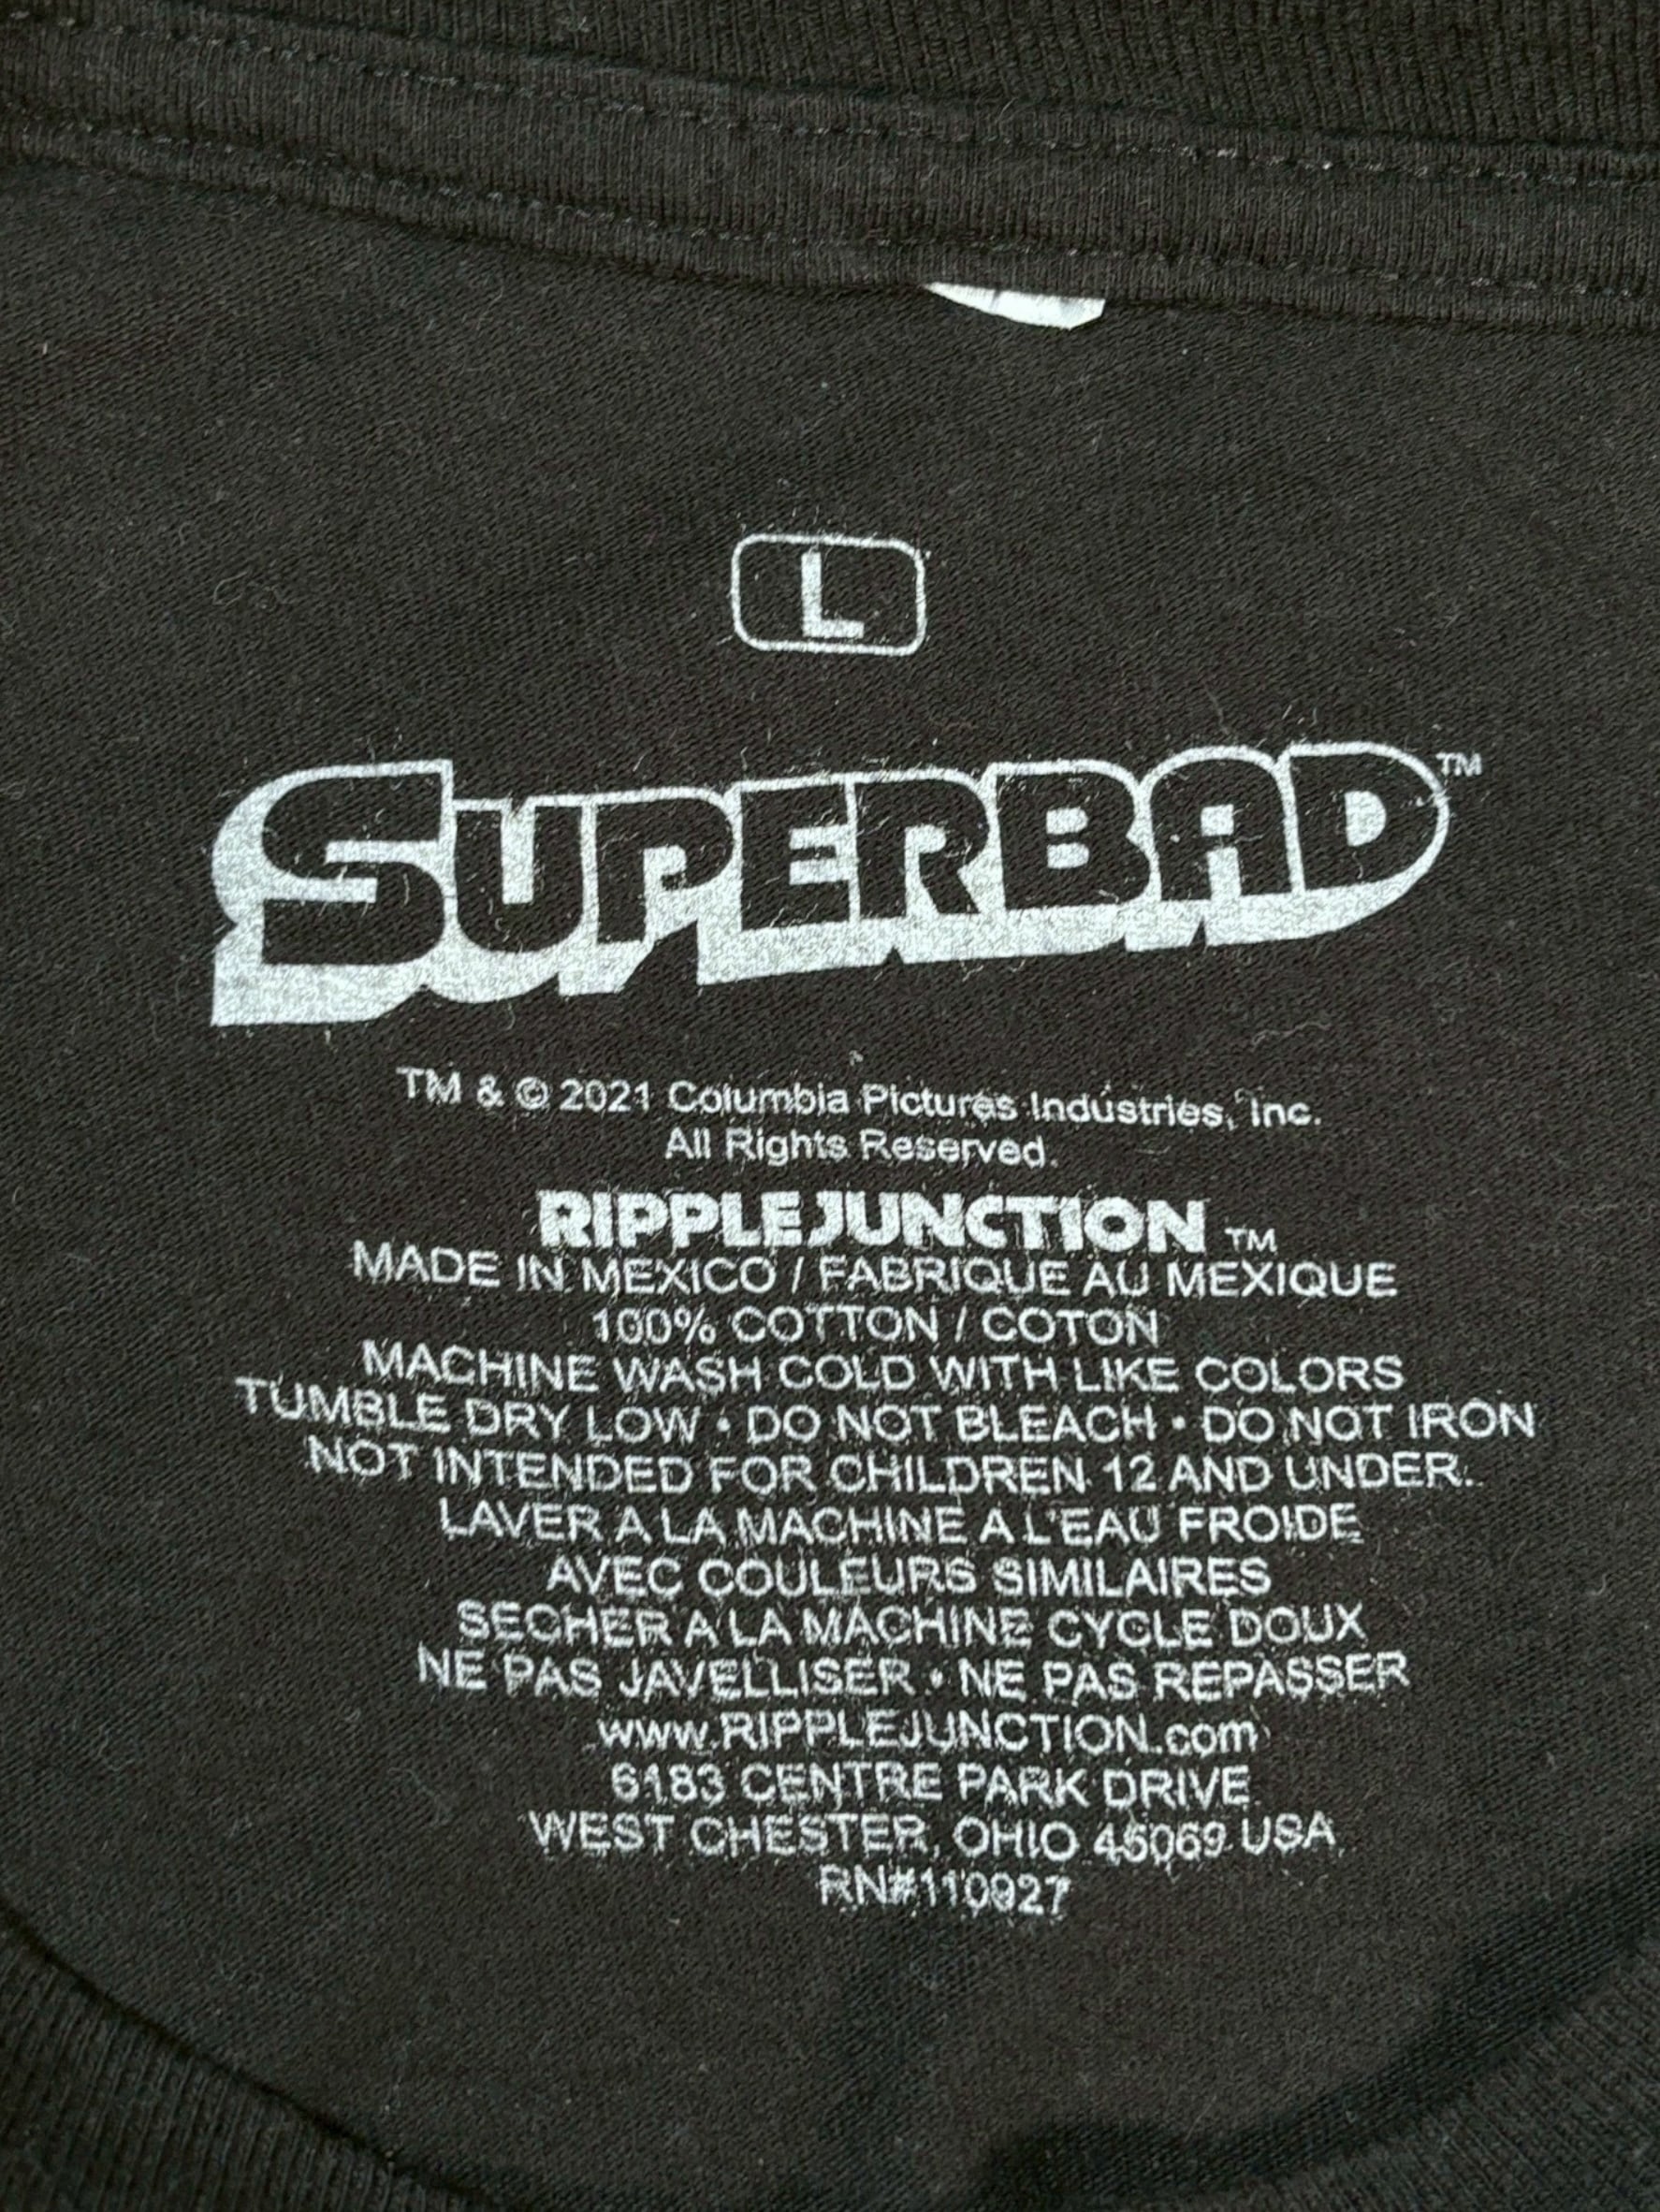 L
SUPERBAD™
TM & © 2021 Columbia Pictures Industries, Inc.
All Rights Reserved.
RIPPLE JUNCTION TM
MADE IN MEXICO / FABRIQUE AU MEXIQUE
100% COTTON / COTON
MACHINE WASH COLD WITH LIKE COLORS
TUMBLE DRY LOW • DO NOT BLEACH • DO NOT IRON
NOT INTENDED FOR CHILDREN 12 AND UNDER.
LAVER A LA MACHINE A L'EAU FROIDE
AVEC COULEURS SIMILAIRES
SECHER A LA MACHINE CYCLE DOUX
NE PAS JAVELLISER • NE PAS REPASSER
www.RIPPLEJUNCTION.com
6183 CENTRE PARK DRIVE
WEST CHESTER, OHIO 45069 USA
RN#110927